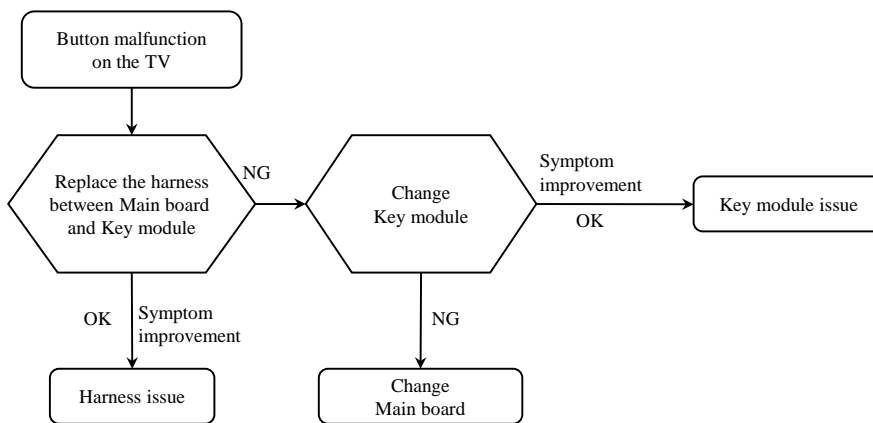 Button malfunction
on the TV
Replace the harness
between Main board
and Key module
NG
Change
Key module
Symptom
improvement
OK
Key module issue
OK
Symptom
improvement
NG
Harness issue
Change
Main board